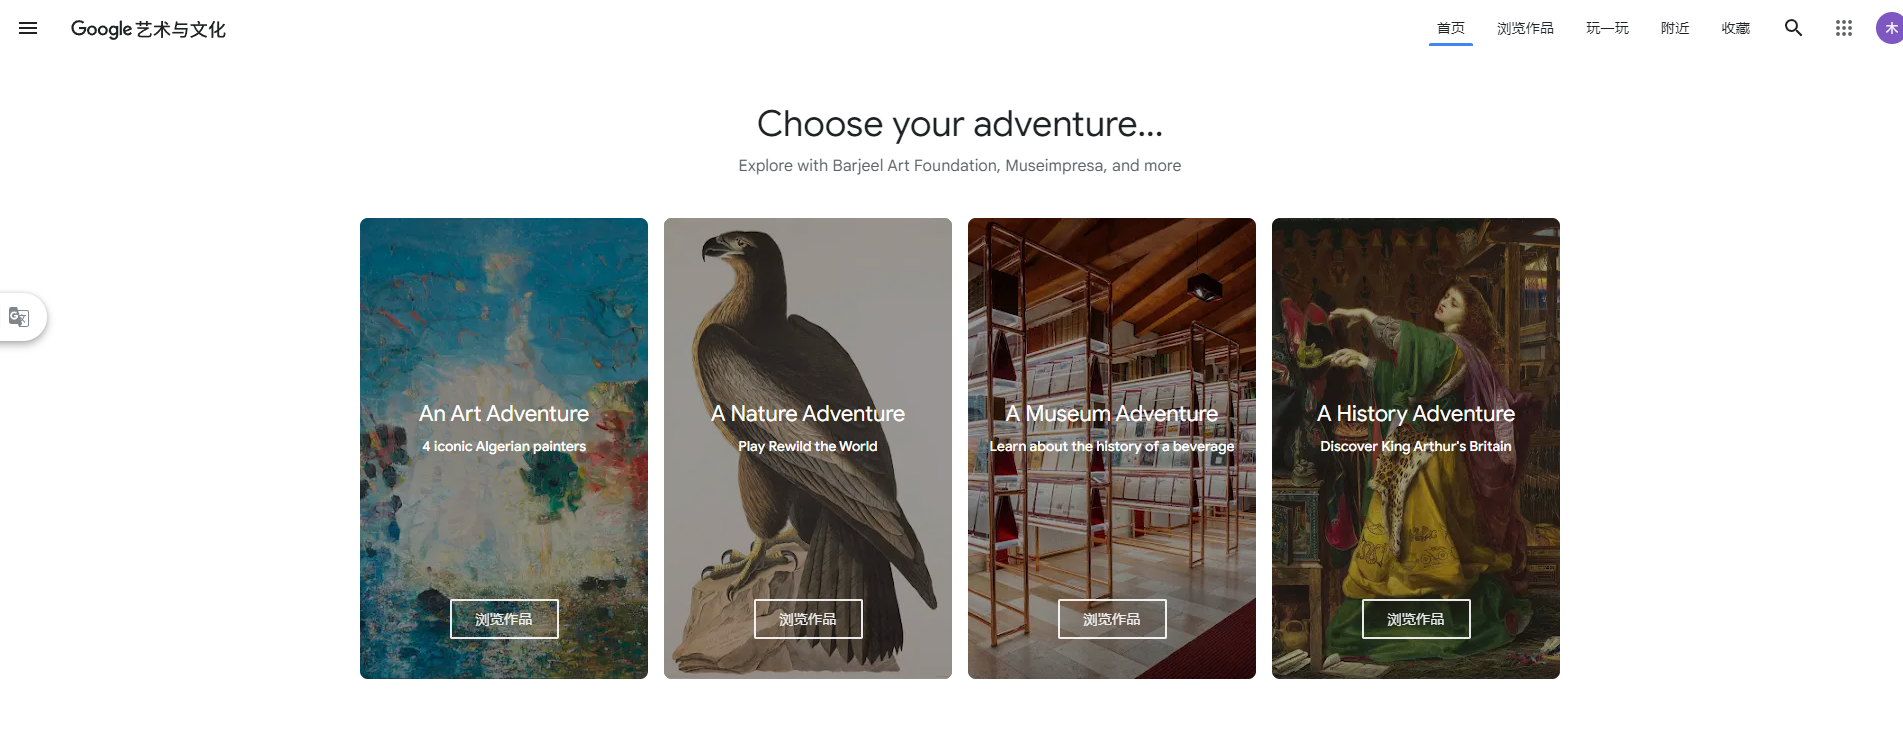 Google 艺术与文化
首页
浏览作品
玩一玩
附近
收藏
木
Choose your adventure...
Explore with Barjeel Art Foundation, Museimpresa, and more
An Art Adventure
4 iconic Algerian painters
浏览作品
A Nature Adventure
Play Rewild the World
浏览作品
A Museum Adventure
Learn about the history of a beverage
浏览作品
A History Adventure
Discover King Arthur's Britain
浏览作品